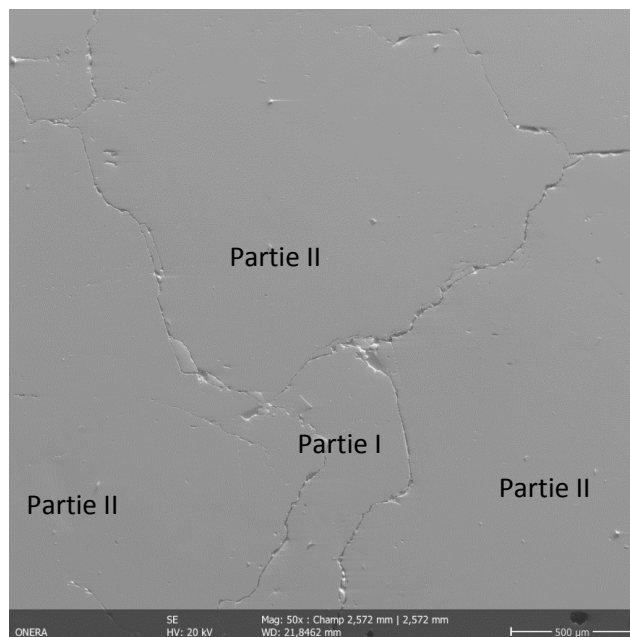 Partie II
Partie I
Partie II
Partie II
SE Mag: 50x : Champ 2,572 mm | 2,572 mm
ONERA HV: 20 kV WD: 21,8462 mm 500 µm